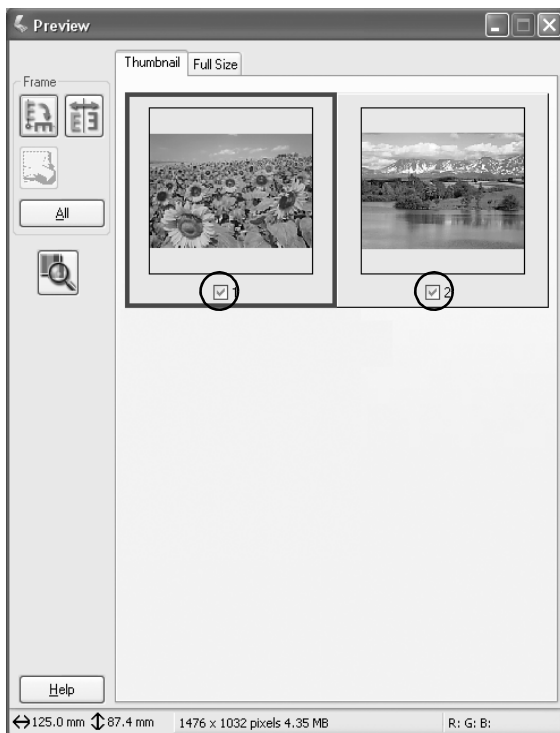 Preview
Thumbnail Full Size
Frame
All
1 2
Help
125.0 mm 87.4 mm 1476 x 1032 pixels 4.35 MB R: G: B: